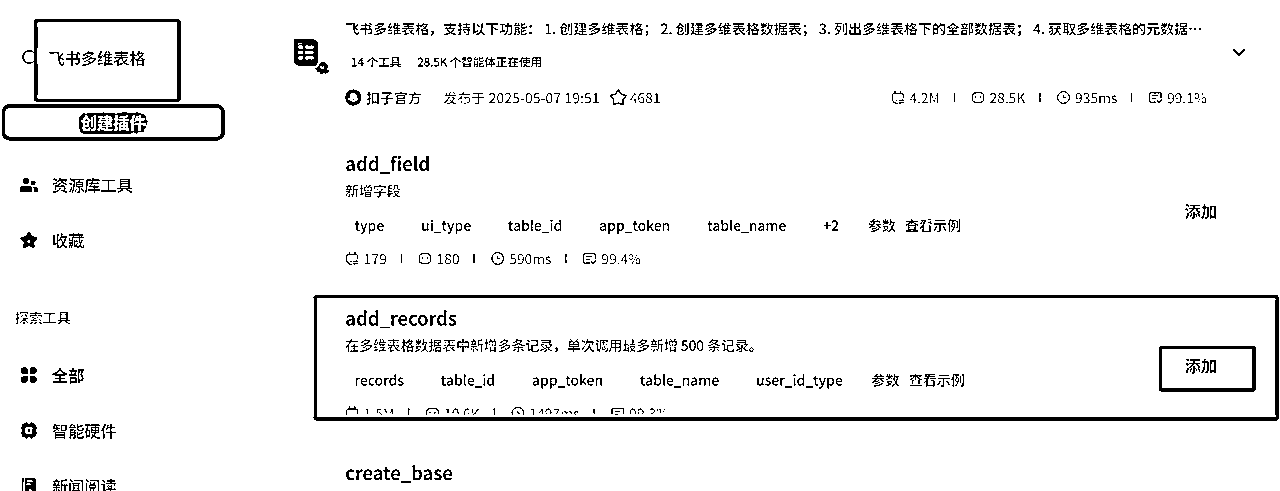 飞书多维表格
创建插件
资源库工具
收藏
探索工具
全部
智能硬件
新闻阅读
飞书多维表格，支持以下功能： 1. 创建多维表格； 2. 创建多维表格数据表； 3. 列出多维表格下的全部数据表； 4. 获取多维表格的元数据…
14 个工具 28.5K 个智能体正在使用
扣子官方 发布于 2025-05-07 19:51 4681 4.2M 28.5K 935ms 99.1%
add_field
新增字段
添加
type ui_type table_id app_token table_name +2 参数 查看示例
179 180 590ms 99.4%
add_records
在多维表格数据表中新增多条记录，单次调用最多新增 500 条记录。
添加
records table_id app_token table_name user_id_type 参数 查看示例
1.5M 19.6K 1497ms 99.3%
create_base